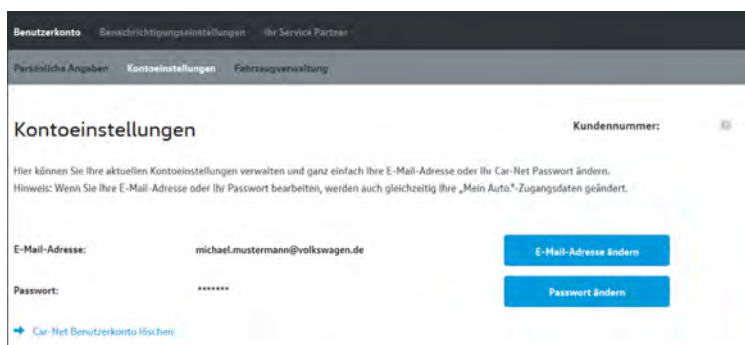 Benutzerkonto Benachrichtigungseinstellungen Ihr Service Partner
Persönliche Angaben Kontoeinstellungen Fahrzeugverwaltung
Kontoeinstellungen
Kundennummer:
Hier können Sie Ihre aktuellen Kontoeinstellungen verwalten und ganz einfach Ihre E-Mail-Adresse oder Ihr Car-Net Passwort ändern.
Hinweis: Wenn Sie Ihre E-Mail-Adresse oder Ihr Passwort bearbeiten, werden auch gleichzeitig Ihre „Mein Auto."-Zugangsdaten geändert.
E-Mail-Adresse: michael.mustermann@volkswagen.de E-Mail-Adresse ändern
Passwort: ******* Passwort ändern
➜ Car-Net Benutzerkonto löschen